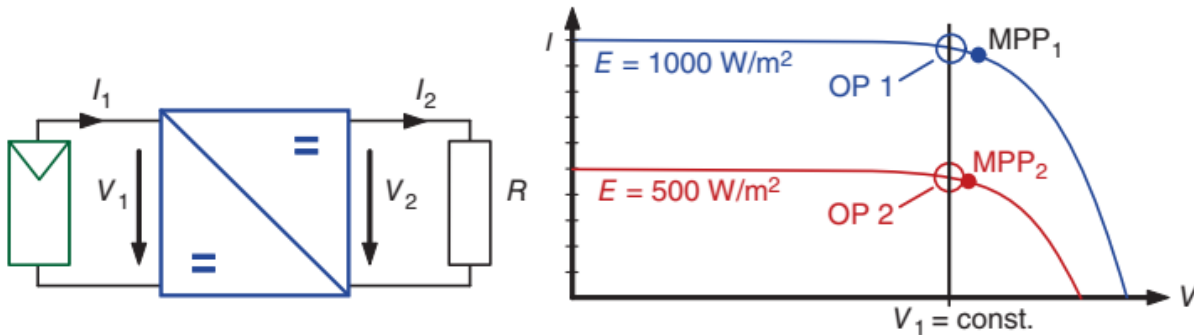 I₁
I₂
V₁
V₂
R
=
=
I
E = 1000 W/m²
MPP₁
OP 1
E = 500 W/m²
MPP₂
OP 2
V
V₁ = const.